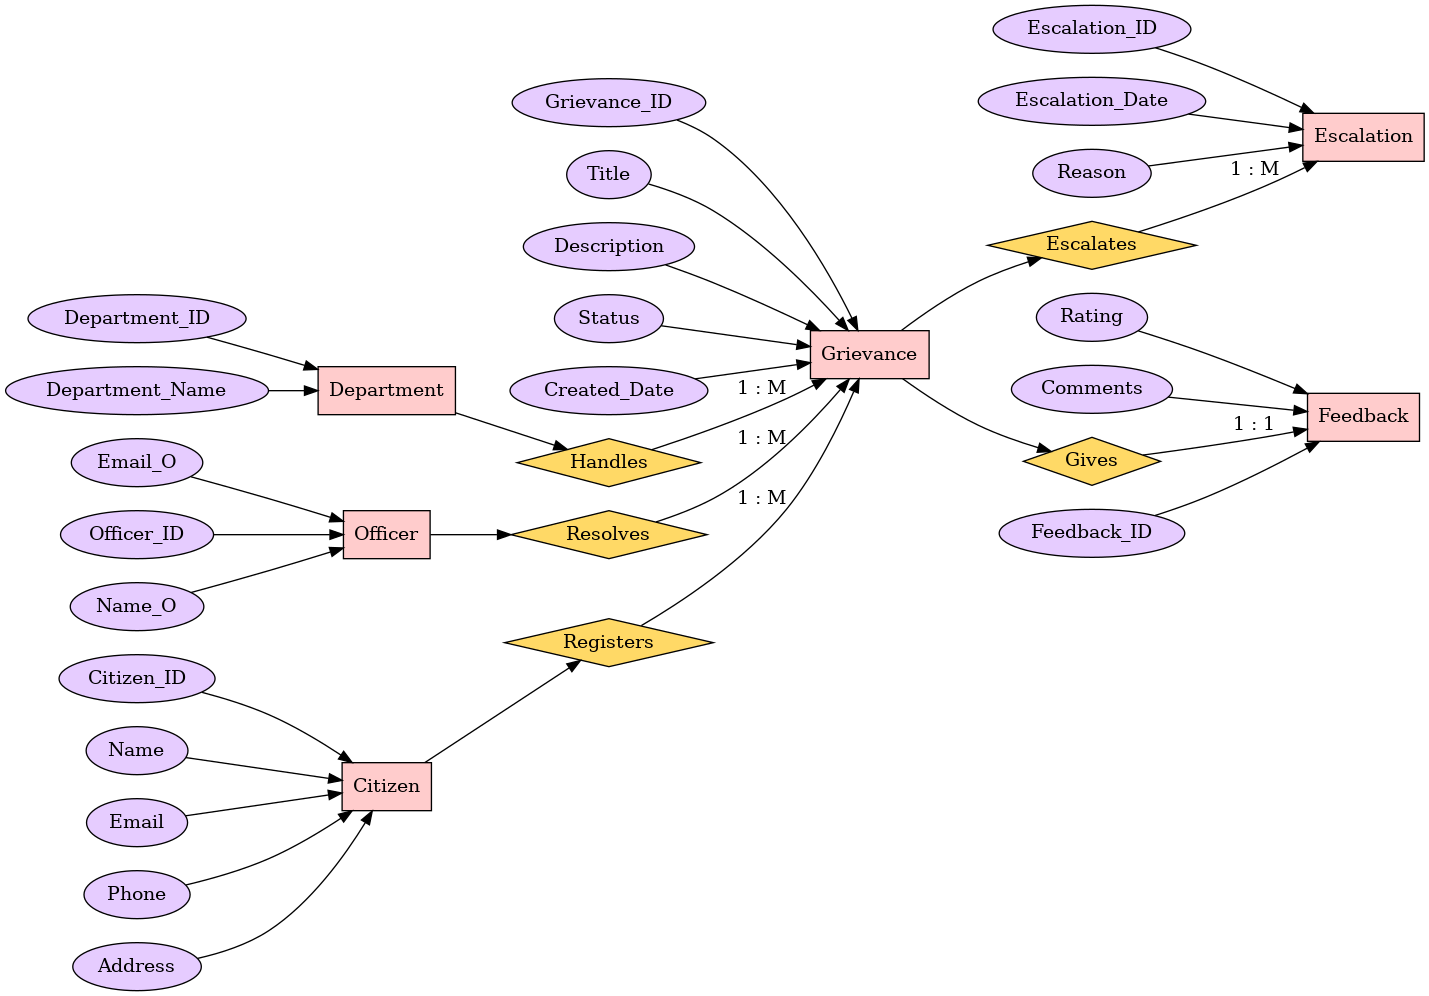 Escalation_ID
Escalation_Date
Reason
Escalation
1 : M
Escalates
Grievance_ID
Title
Description
Status
Created_Date
Grievance
1 : M
1 : M
1 : M
Rating
Comments
Feedback
1 : 1
Gives
Feedback_ID
Department_ID
Department_Name
Department
Handles
Email_O
Officer_ID
Officer
Name_O
Resolves
Registers
Citizen_ID
Name
Citizen
Email
Phone
Address